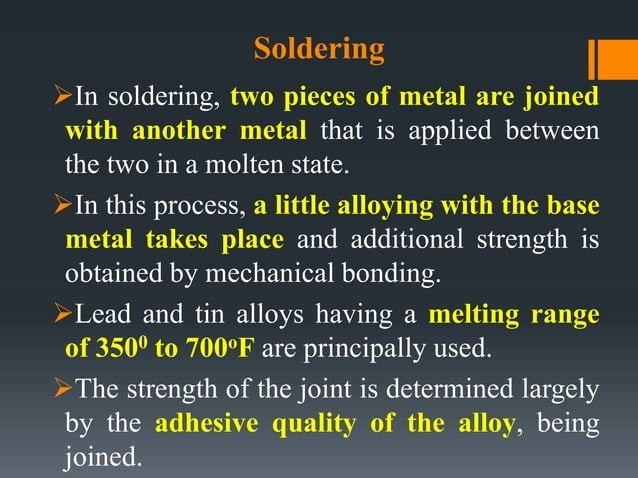 Soldering
➢In soldering, two pieces of metal are joined
with another metal that is applied between
the two in a molten state.
➢In this process, a little alloying with the base
metal takes place and additional strength is
obtained by mechanical bonding.
➢Lead and tin alloys having a melting range
of 350⁰ to 700ᵒF are principally used.
➢The strength of the joint is determined largely
by the adhesive quality of the alloy, being
joined.